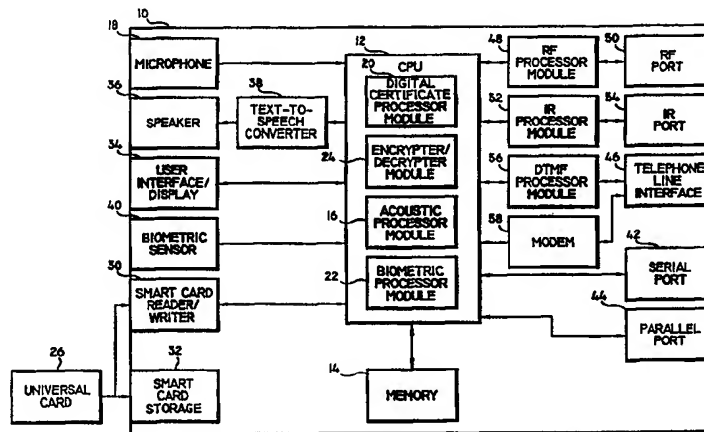 10
18
MICROPHONE
36
SPEAKER
38
TEXT-TO-
SPEECH
CONVERTER
34
USER
INTERFACE/
DISPLAY
40
BIOMETRIC
SENSOR
30
SMART CARD
READER/
WRITER
26
UNIVERSAL
CARD
32
SMART
CARD
STORAGE
12
CPU
20
DIGITAL
CERTIFICATE
PROCESSOR
MODULE
24
ENCRYPTER/
DECRYPTER
MODULE
16
ACOUSTIC
PROCESSOR
MODULE
22
BIOMETRIC
PROCESSOR
MODULE
14
MEMORY
48
RF
PROCESSOR
MODULE
50
RF
PORT
52
IR
PROCESSOR
MODULE
54
IR
PORT
56
DTMF
PROCESSOR
MODULE
46
TELEPHONE
LINE
INTERFACE
58
MODEM
42
SERIAL
PORT
44
PARALLEL
PORT